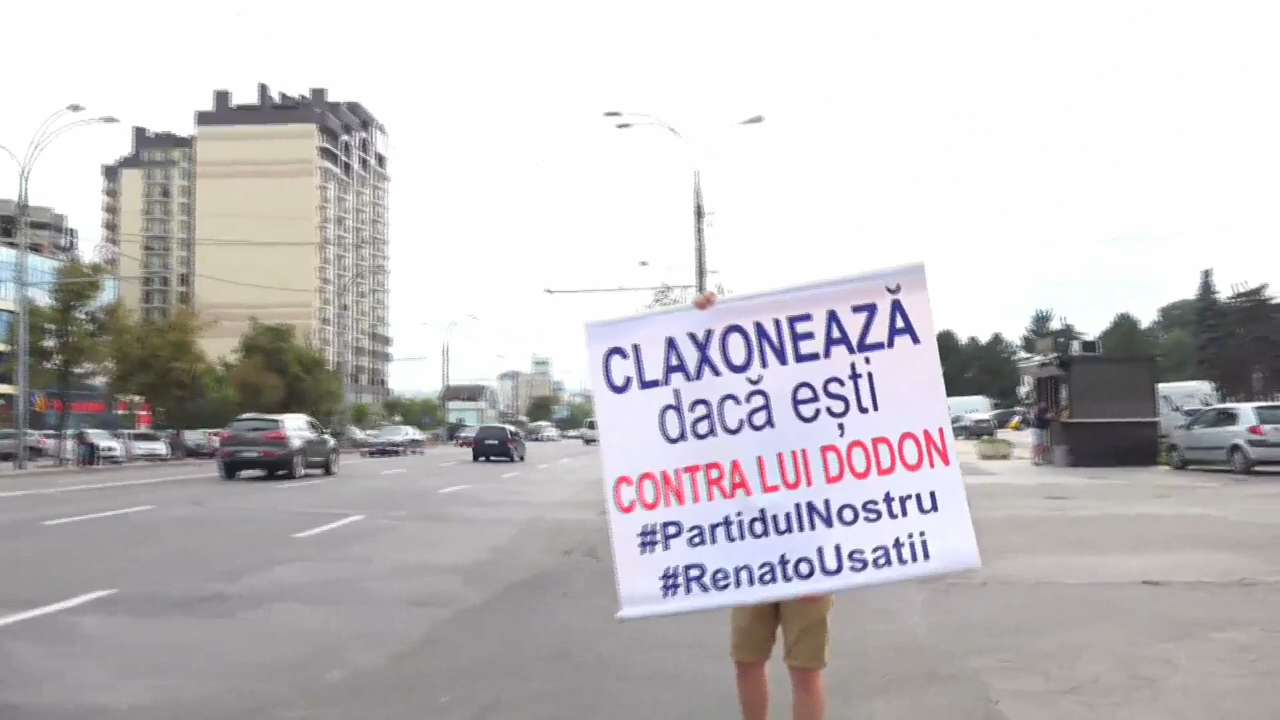 CLAXONEAZĂ
dacă ești
CONTRA LUI DODON
#PartidulNostru
#RenatoUsatii